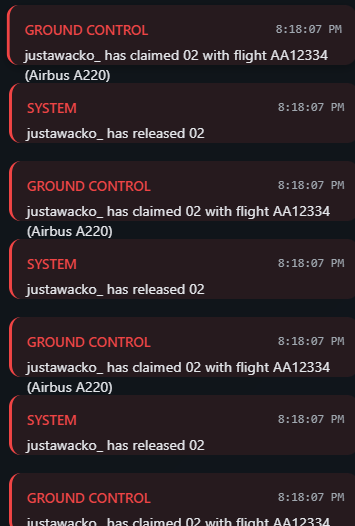 GROUND CONTROL 8:18:07 PM
justawacko_ has claimed 02 with flight AA12334
(Airbus A220)
SYSTEM 8:18:07 PM
justawacko_ has released 02
GROUND CONTROL 8:18:07 PM
justawacko_ has claimed 02 with flight AA12334
(Airbus A220)
SYSTEM 8:18:07 PM
justawacko_ has released 02
GROUND CONTROL 8:18:07 PM
justawacko_ has claimed 02 with flight AA12334
(Airbus A220)
SYSTEM 8:18:07 PM
justawacko_ has released 02
GROUND CONTROL 8:18:07 PM
justawacko_ has claimed 02 with flight AA12334